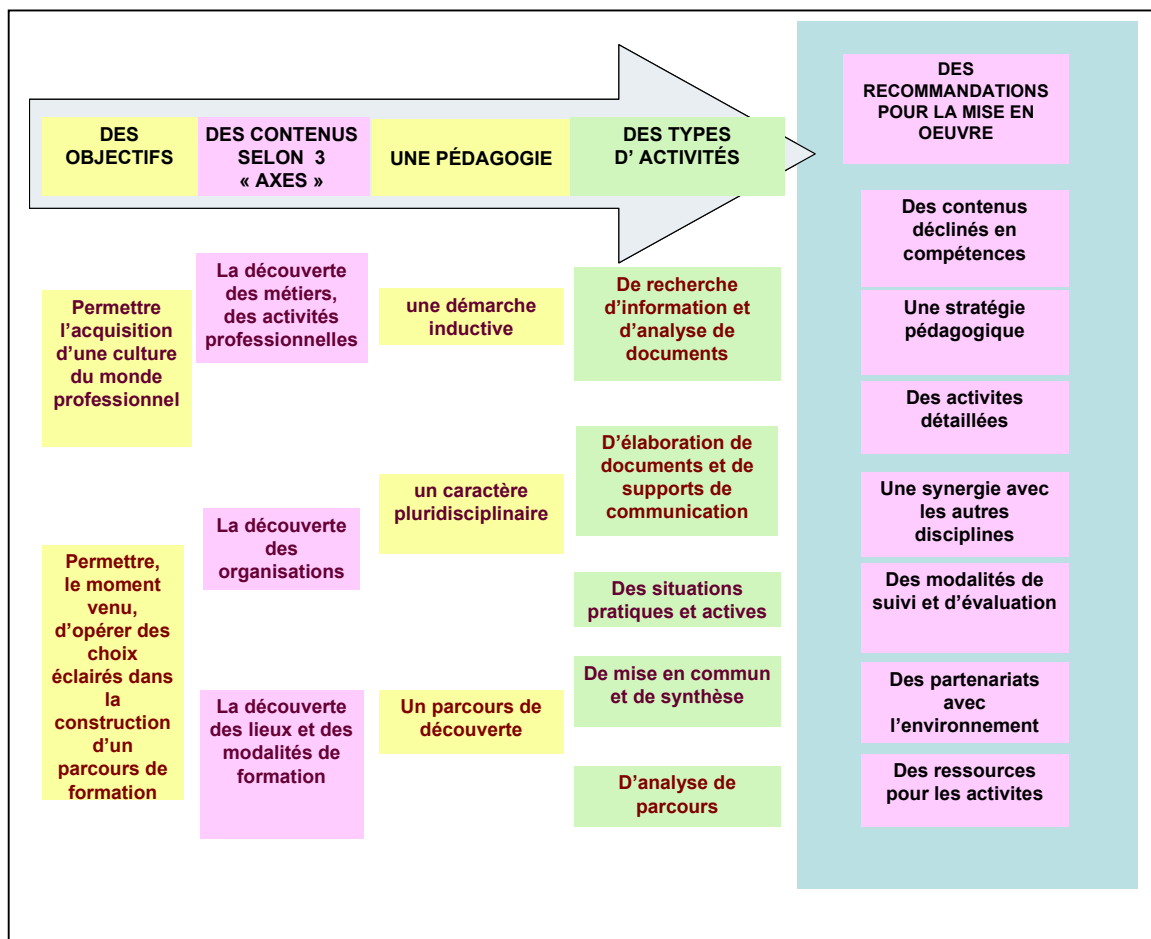 DES
OBJECTIFS
DES CONTENUS
SELON 3
« AXES »
UNE PÉDAGOGIE
DES TYPES
D’ ACTIVITÉS
DES
RECOMMANDATIONS
POUR LA MISE EN
OEUVRE
Permettre
l’acquisition
d’une culture
du monde
professionnel
Permettre,
le moment
venu,
d’opérer des
choix
éclairés dans
la
construction
d’un
parcours de
formation
La découverte
des métiers,
des activités
professionnelles
La découverte
des
organisations
La découverte
des lieux et des
modalités de
formation
une démarche
inductive
un caractère
pluridisciplinaire
Un parcours de
découverte
De recherche
d’information et
d’analyse de
documents
D’élaboration de
documents et de
supports de
communication
Des situations
pratiques et actives
De mise en commun
et de synthèse
D’analyse de
parcours
Des contenus
déclinés en
compétences
Une stratégie
pédagogique
Des activites
détaillées
Une synergie avec
les autres
disciplines
Des modalités de
suivi et d’évaluation
Des partenariats
avec
l’environnement
Des ressources
pour les activites